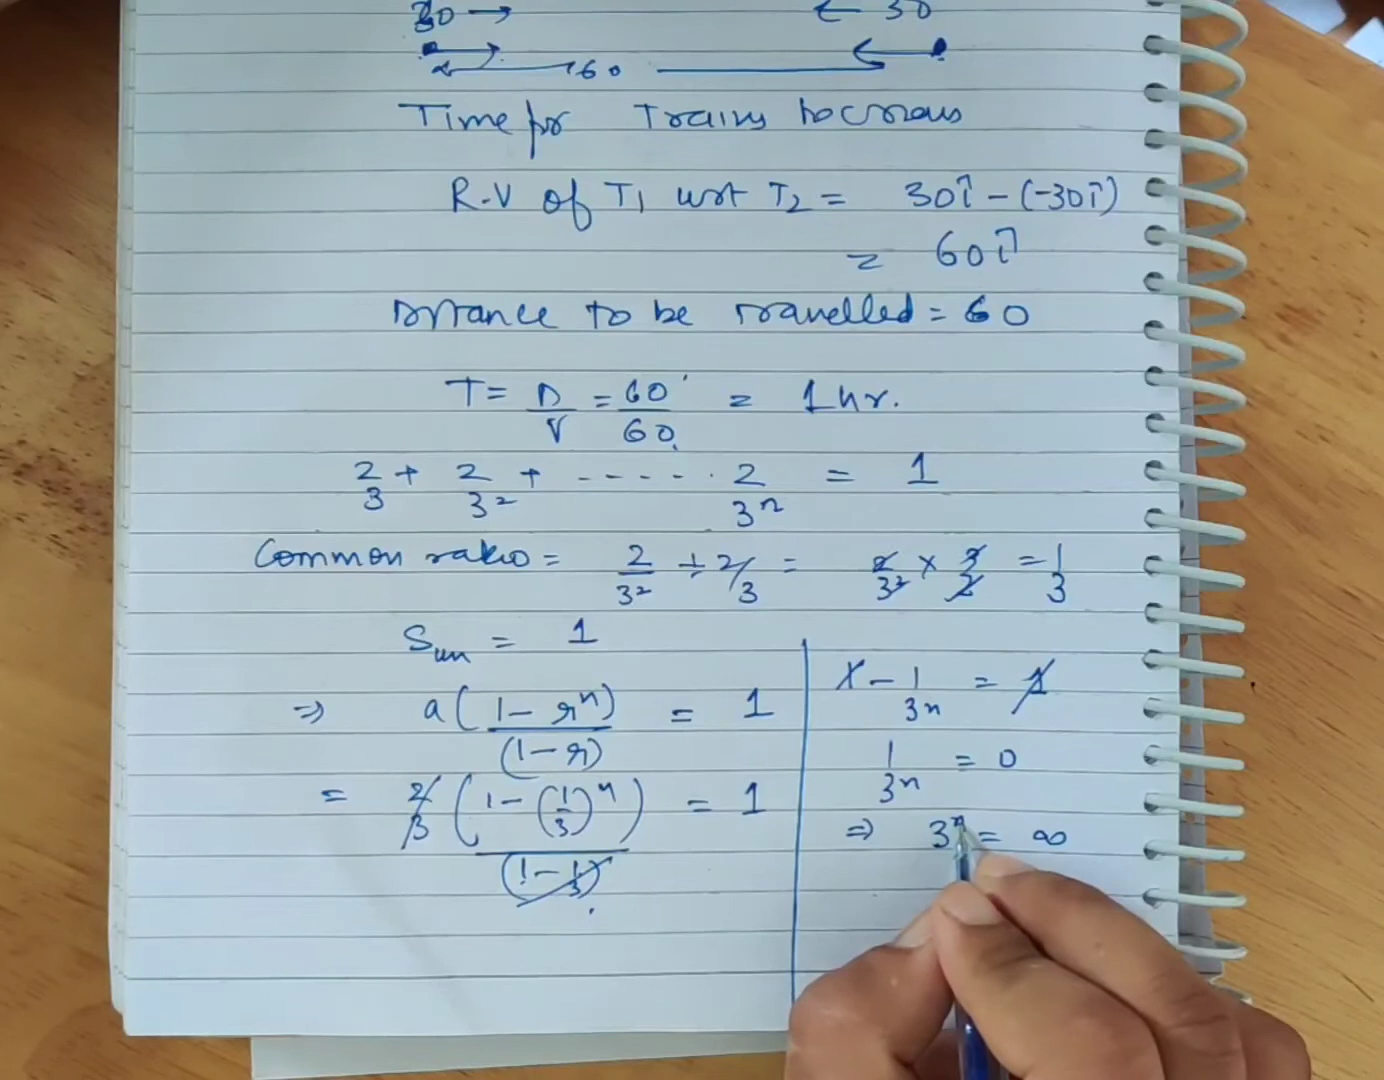 30 → ← 30
60
Time for Trains to cross
R.V of T₁ wrt T₂ = 30î - (-30î)
= 60î
Distance to be travelled = 60
T = D/V = 60/60 = 1 hr.
2/3 + 2/3² + ------ 2/3ⁿ = 1
Common ratio = 2/3² ÷ 2/3 = 2/3² × 3/2 = 1/3
Sum = 1
⇒ a(1 - rⁿ)/(1 - r) = 1
= 2/3 (1 - (1/3)ⁿ)/(1 - 1/3) = 1
1 - 1/3ⁿ = 1
1/3ⁿ = 0
⇒ 3ⁿ = ∞